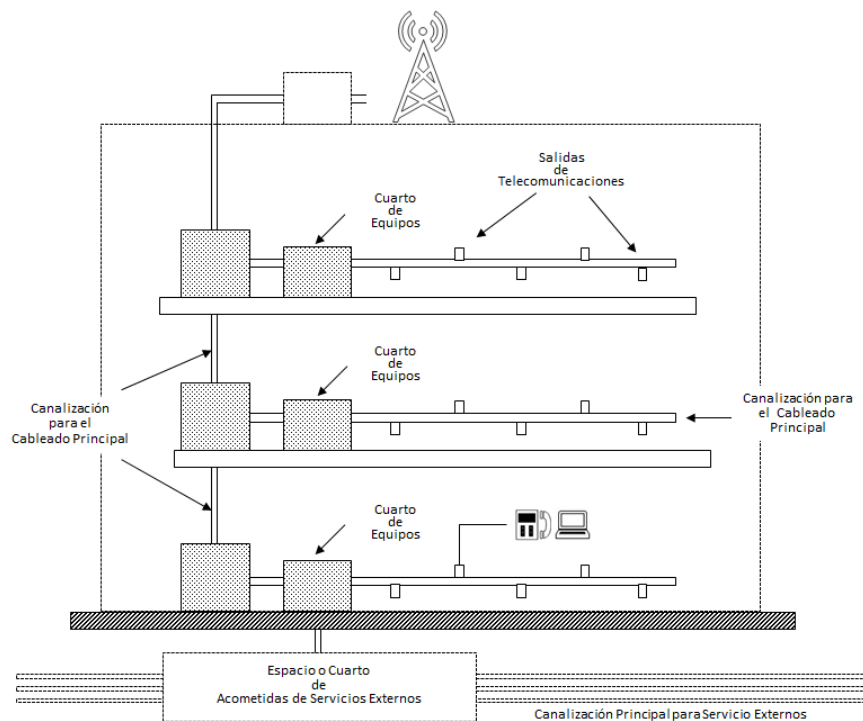 Salidas
de
Telecomunicaciones
Cuarto
de
Equipos
Cuarto
de
Equipos
Canalización
para el
Cableado Principal
Canalización para
el Cableado
Principal
Cuarto
de
Equipos
Espacio o Cuarto
de
Acometidas de Servicios Externos
Canalización Principal para Servicio Externos